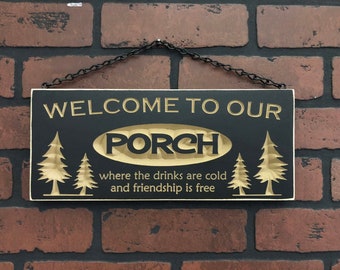 WELCOME TO OUR
PORCH
where the drinks are cold
and friendship is free